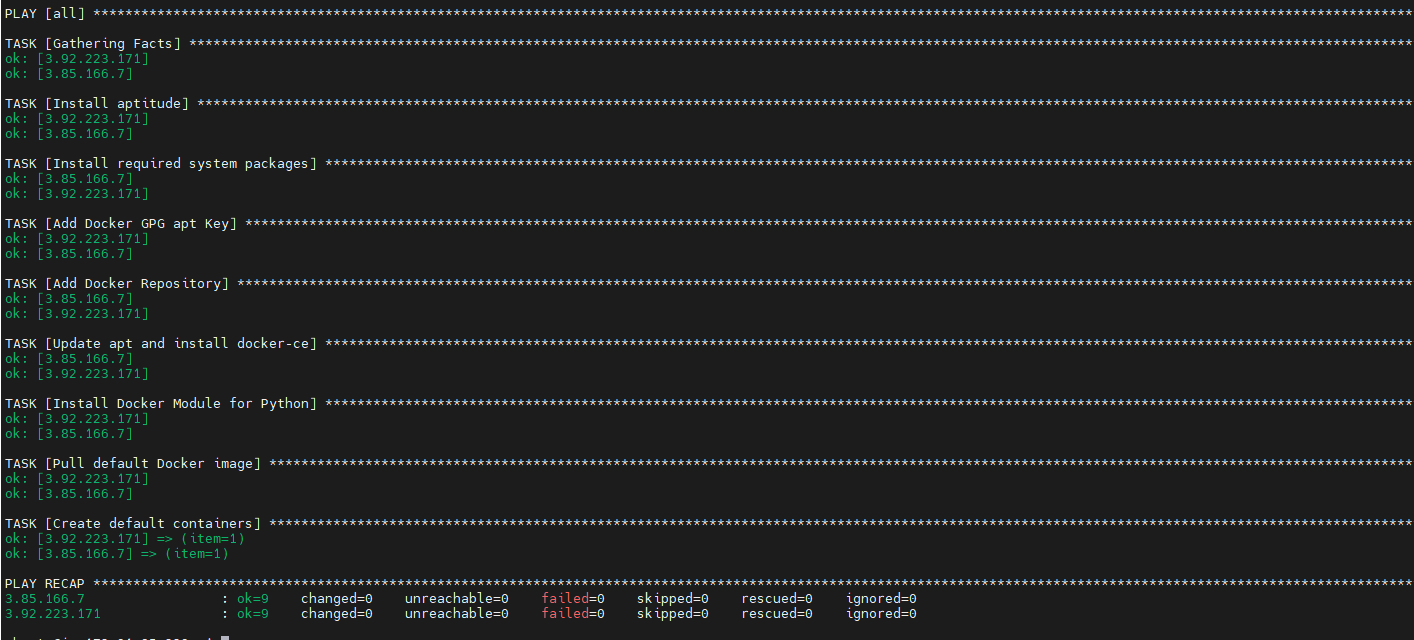 PLAY [all] ****************************************************************************************************************************************************************************
TASK [Gathering Facts] ****************************************************************************************************************************************************************
ok: [3.92.223.171]
ok: [3.85.166.7]
TASK [Install aptitude] ***************************************************************************************************************************************************************
ok: [3.92.223.171]
ok: [3.85.166.7]
TASK [Install required system packages] ***********************************************************************************************************************************************
ok: [3.85.166.7]
ok: [3.92.223.171]
TASK [Add Docker GPG apt Key] *********************************************************************************************************************************************************
ok: [3.92.223.171]
ok: [3.85.166.7]
TASK [Add Docker Repository] **********************************************************************************************************************************************************
ok: [3.85.166.7]
ok: [3.92.223.171]
TASK [Update apt and install docker-ce] ***********************************************************************************************************************************************
ok: [3.85.166.7]
ok: [3.92.223.171]
TASK [Install Docker Module for Python] ***********************************************************************************************************************************************
ok: [3.92.223.171]
ok: [3.85.166.7]
TASK [Pull default Docker image] ******************************************************************************************************************************************************
ok: [3.92.223.171]
ok: [3.85.166.7]
TASK [Create default containers] ******************************************************************************************************************************************************
ok: [3.92.223.171] => (item=1)
ok: [3.85.166.7] => (item=1)
PLAY RECAP ****************************************************************************************************************************************************************************
3.85.166.7 : ok=9 changed=0 unreachable=0 failed=0 skipped=0 rescued=0 ignored=0
3.92.223.171 : ok=9 changed=0 unreachable=0 failed=0 skipped=0 rescued=0 ignored=0